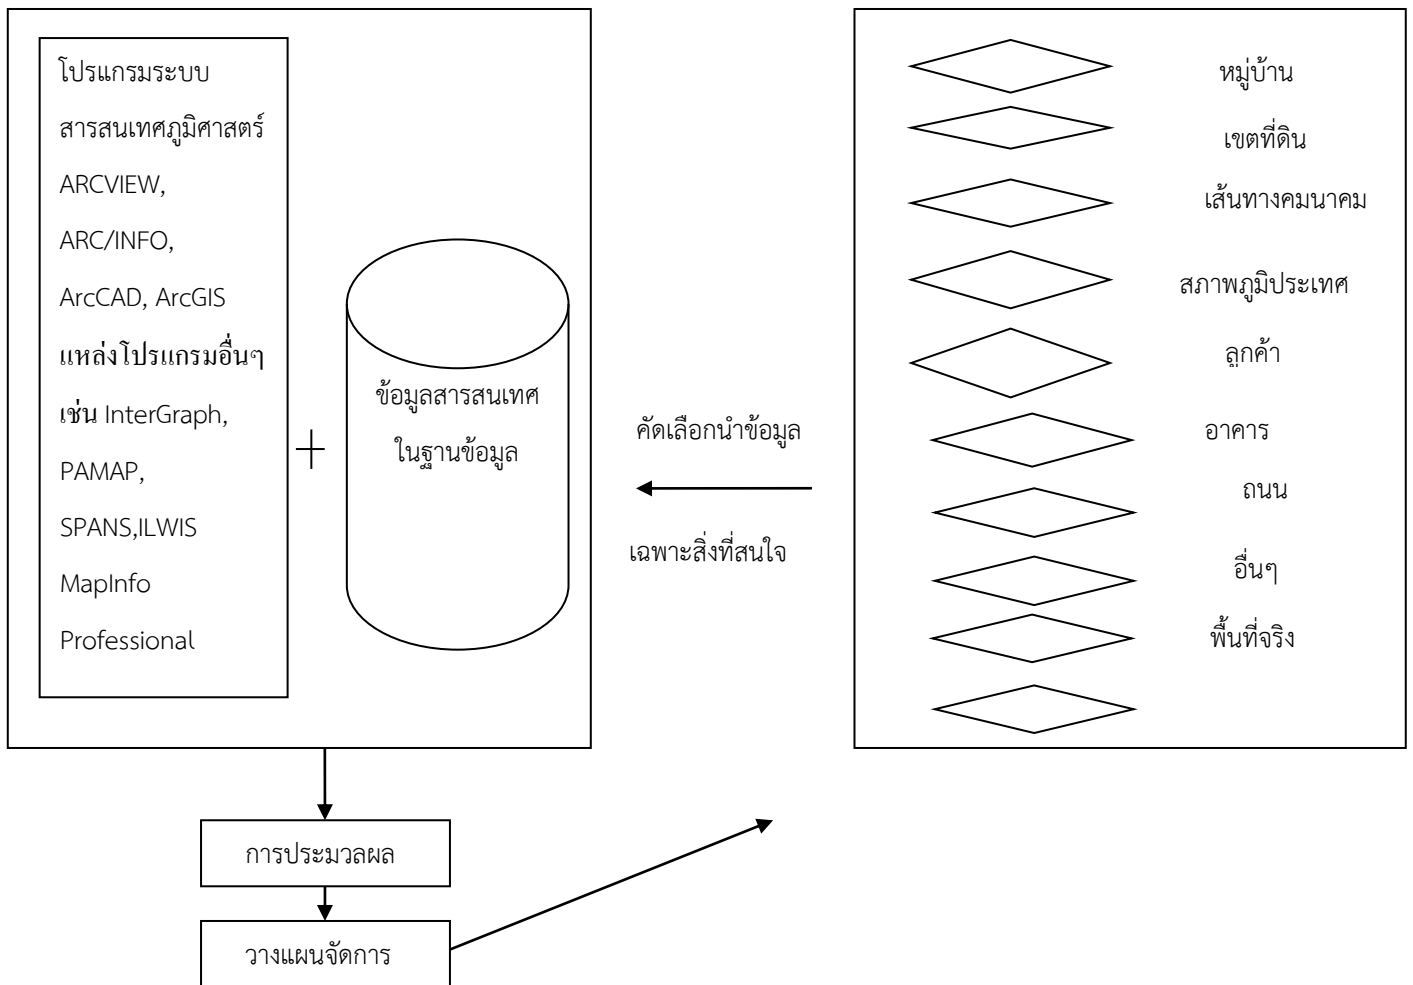 โปรแกรมระบบ
สารสนเทศภูมิศาสตร์
ARCVIEW,
ARC/INFO,
ArcCAD, ArcGIS
แหล่งโปรแกรมอื่นๆ
เช่น InterGraph,
PAMAP,
SPANS,ILWIS
MapInfo
Professional
+
ข้อมูลสารสนเทศ
ในฐานข้อมูล
คัดเลือกนำข้อมูล
เฉพาะสิ่งที่สนใจ
หมู่บ้าน
เขตที่ดิน
เส้นทางคมนาคม
สภาพภูมิประเทศ
ลูกค้า
อาคาร
ถนน
อื่นๆ
พื้นที่จริง
การประมวลผล
วางแผนจัดการ